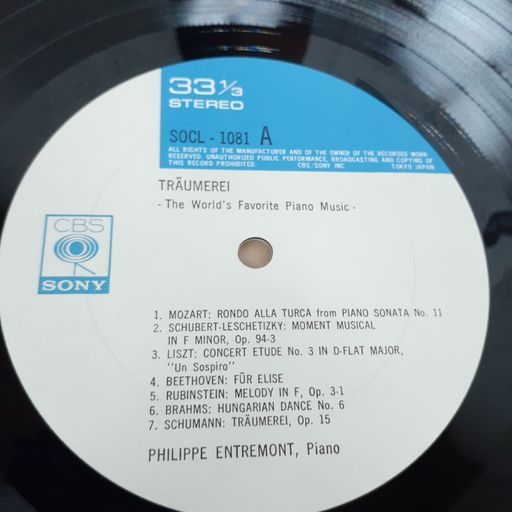 33 1/3
STEREO
SOCL - 1081 A
ALL RIGHTS OF THE MANUFACTURER AND OF THE OWNER OF THE RECORDED WORK
RESERVED. UNAUTHORIZED PUBLIC PERFORMANCE, BROADCASTING AND COPYING OF
THIS RECORD PROHIBITED. CBS/SONY INC. TOKYO JAPAN
TRÄUMEREI
- The World's Favorite Piano Music -
CBS
SONY
1. MOZART: RONDO ALLA TURCA from PIANO SONATA No. 11
2. SCHUBERT-LESCHETIZKY: MOMENT MUSICAL
IN F MINOR, Op. 94-3
3. LISZT: CONCERT ETUDE No. 3 IN D-FLAT MAJOR,
"Un Sospiro"
4. BEETHOVEN: FÜR ELISE
5. RUBINSTEIN: MELODY IN F, Op. 3-1
6. BRAHMS: HUNGARIAN DANCE No. 6
7. SCHUMANN: TRÄUMEREI, Op. 15
PHILIPPE ENTREMONT, Piano